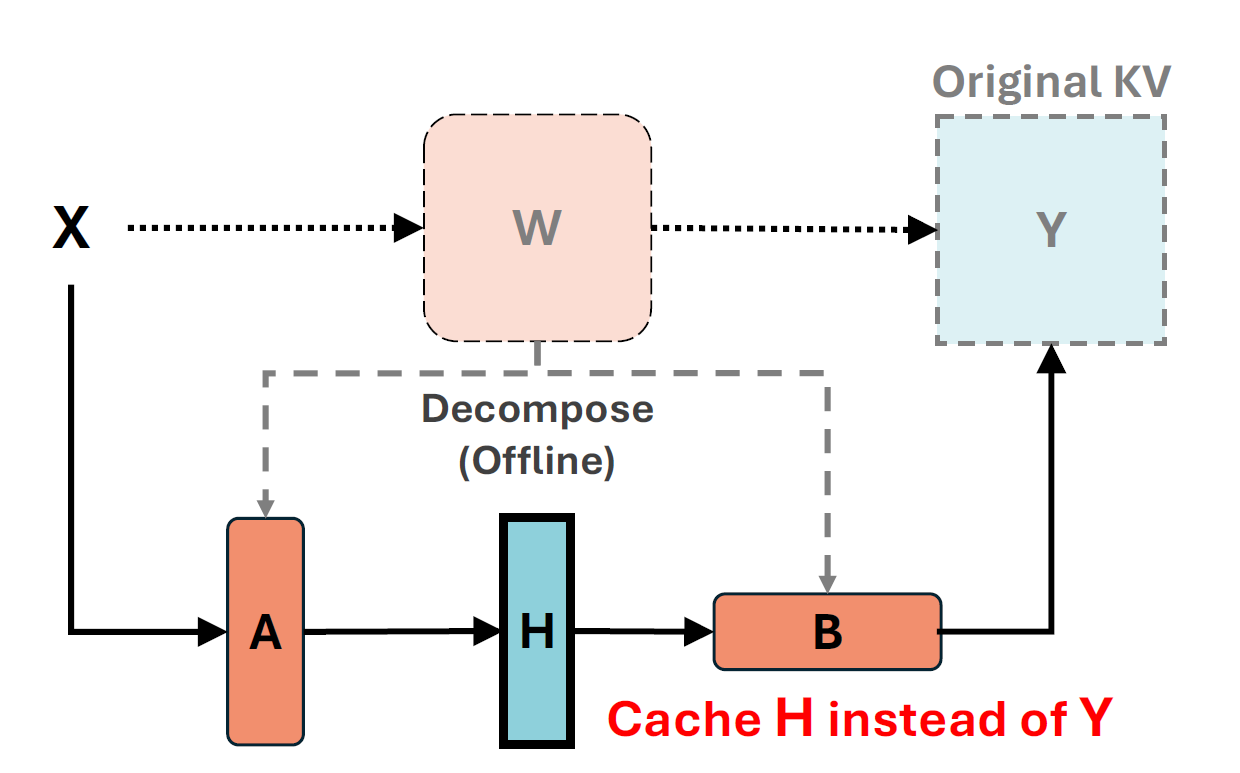 Original KV
X
W
Y
Decompose
(Offline)
A
H
B
Cache H instead of Y